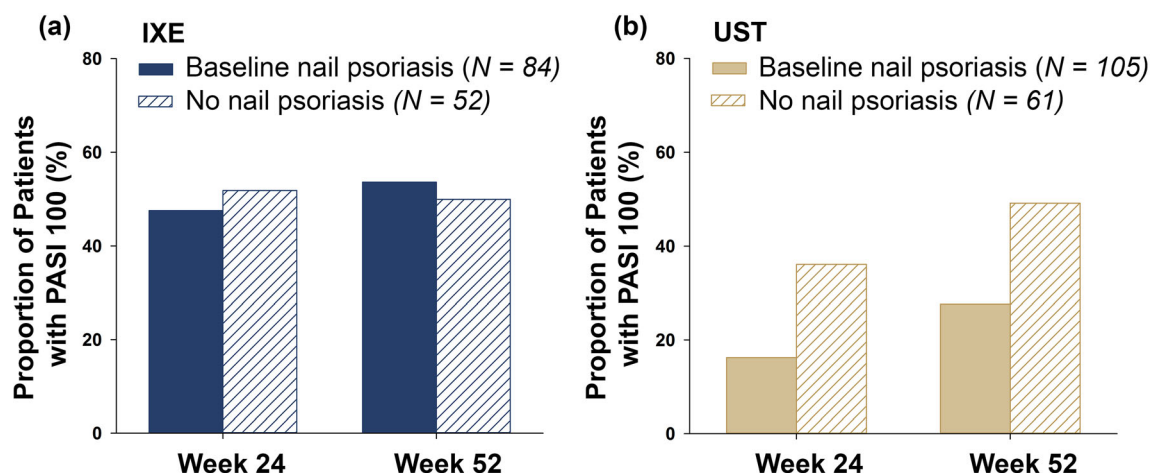 (a)
IXE
Baseline nail psoriasis (N = 84)
No nail psoriasis (N = 52)
Proportion of Patients
with PASI 100 (%)
80
60
40
20
0
Week 24
Week 52
(b)
UST
Baseline nail psoriasis (N = 105)
No nail psoriasis (N = 61)
Proportion of Patients
with PASI 100 (%)
80
60
40
20
0
Week 24
Week 52